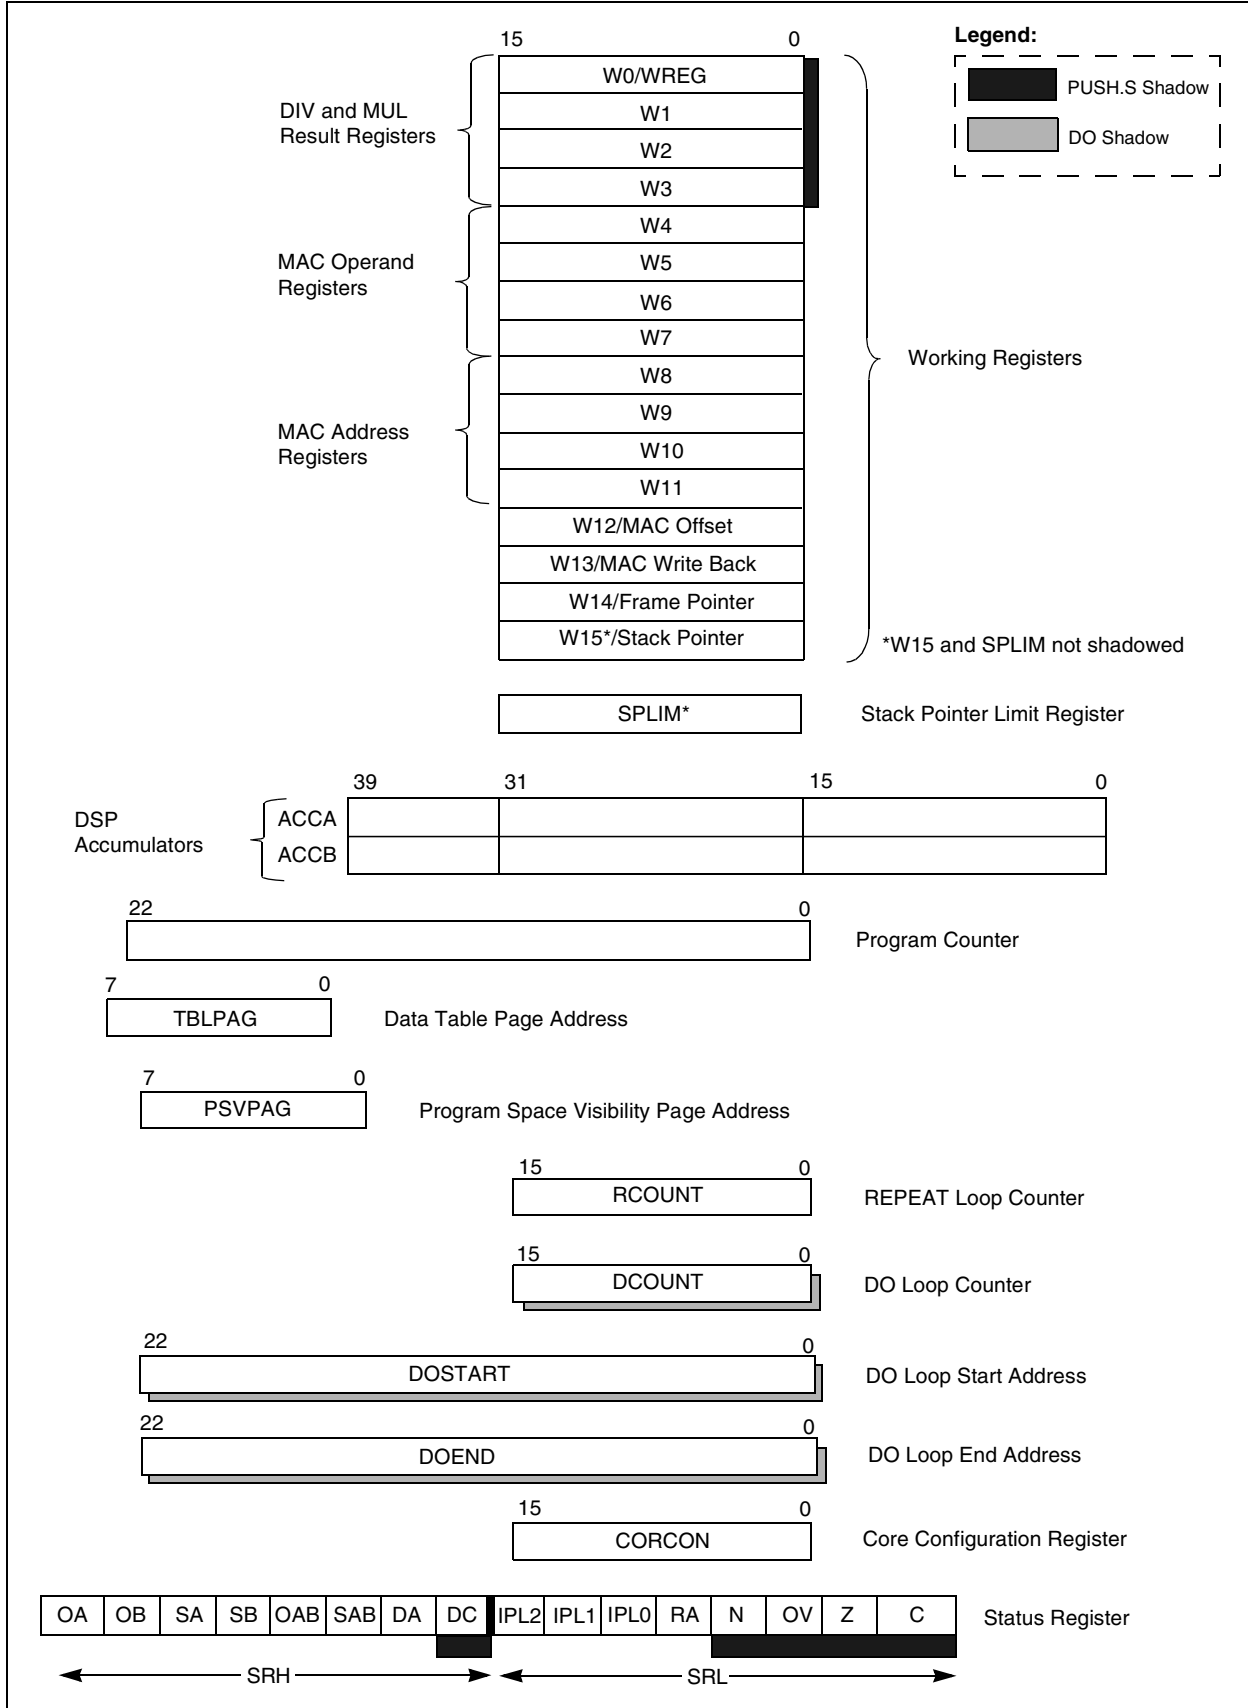 15 0
Legend:
PUSH.S Shadow
DO Shadow
DIV and MUL
Result Registers
W0/WREG
W1
W2
W3
MAC Operand
Registers
W4
W5
W6
W7
MAC Address
Registers
W8
W9
W10
W11
W12/MAC Offset
W13/MAC Write Back
W14/Frame Pointer
W15*/Stack Pointer
Working Registers
*W15 and SPLIM not shadowed
SPLIM*
Stack Pointer Limit Register
39 31 15 0
DSP
Accumulators
ACCA
ACCB
22 0
Program Counter
7 0
TBLPAG
Data Table Page Address
7 0
PSVPAG
Program Space Visibility Page Address
15 0
RCOUNT
REPEAT Loop Counter
15 0
DCOUNT
DO Loop Counter
22 0
DOSTART
DO Loop Start Address
22 0
DOEND
DO Loop End Address
15 0
CORCON
Core Configuration Register
OA OB SA SB OAB SAB DA DC IPL2 IPL1 IPL0 RA N OV Z C
Status Register
SRH SRL